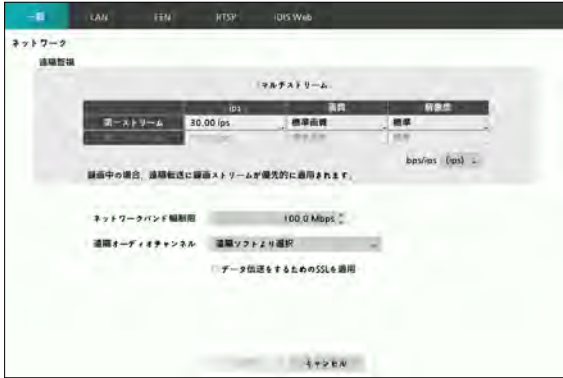 一般 LAN FEN RTSP IDIS Web
ネットワーク
遠隔監視
マルチストリーム
ips 画質 解像度
第一ストリーム 30.00 ips 標準画質 標準
標準
bps/ips (ips)
録画中の場合、遠隔転送に録画ストリームが優先的に適用されます。
ネットワークバンド幅制限 100.0 Mbps
遠隔オーディオチャンネル 遠隔ソフトより選択
データ伝送をするためのSSLを適用
キャンセル